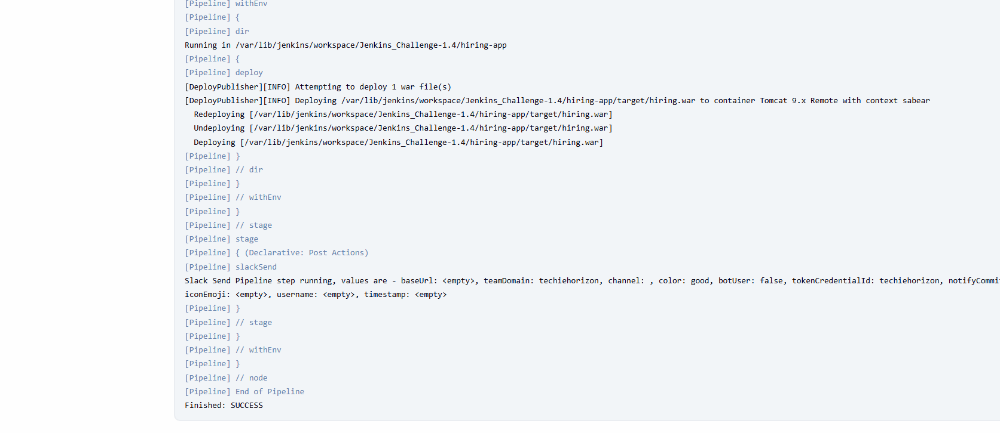 [Pipeline] withEnv
[Pipeline] {
[Pipeline] dir
Running in /var/lib/jenkins/workspace/Jenkins_Challenge-1.4/hiring-app
[Pipeline] {
[Pipeline] deploy
[DeployPublisher][INFO] Attempting to deploy 1 war file(s)
[DeployPublisher][INFO] Deploying /var/lib/jenkins/workspace/Jenkins_Challenge-1.4/hiring-app/target/hiring.war to container Tomcat 9.x Remote with context sabear
  Redeploying [/var/lib/jenkins/workspace/Jenkins_Challenge-1.4/hiring-app/target/hiring.war]
  Undeploying [/var/lib/jenkins/workspace/Jenkins_Challenge-1.4/hiring-app/target/hiring.war]
  Deploying [/var/lib/jenkins/workspace/Jenkins_Challenge-1.4/hiring-app/target/hiring.war]
[Pipeline] }
[Pipeline] // dir
[Pipeline] }
[Pipeline] // withEnv
[Pipeline] }
[Pipeline] // stage
[Pipeline] stage
[Pipeline] { (Declarative: Post Actions)
[Pipeline] slackSend
Slack Send Pipeline step running, values are - baseUrl: <empty>, teamDomain: techiehorizon, channel: , color: good, botUser: false, tokenCredentialId: techiehorizon, notifyCommi
iconEmoji: <empty>, username: <empty>, timestamp: <empty>
[Pipeline] }
[Pipeline] // stage
[Pipeline] }
[Pipeline] // withEnv
[Pipeline] }
[Pipeline] // node
[Pipeline] End of Pipeline
Finished: SUCCESS